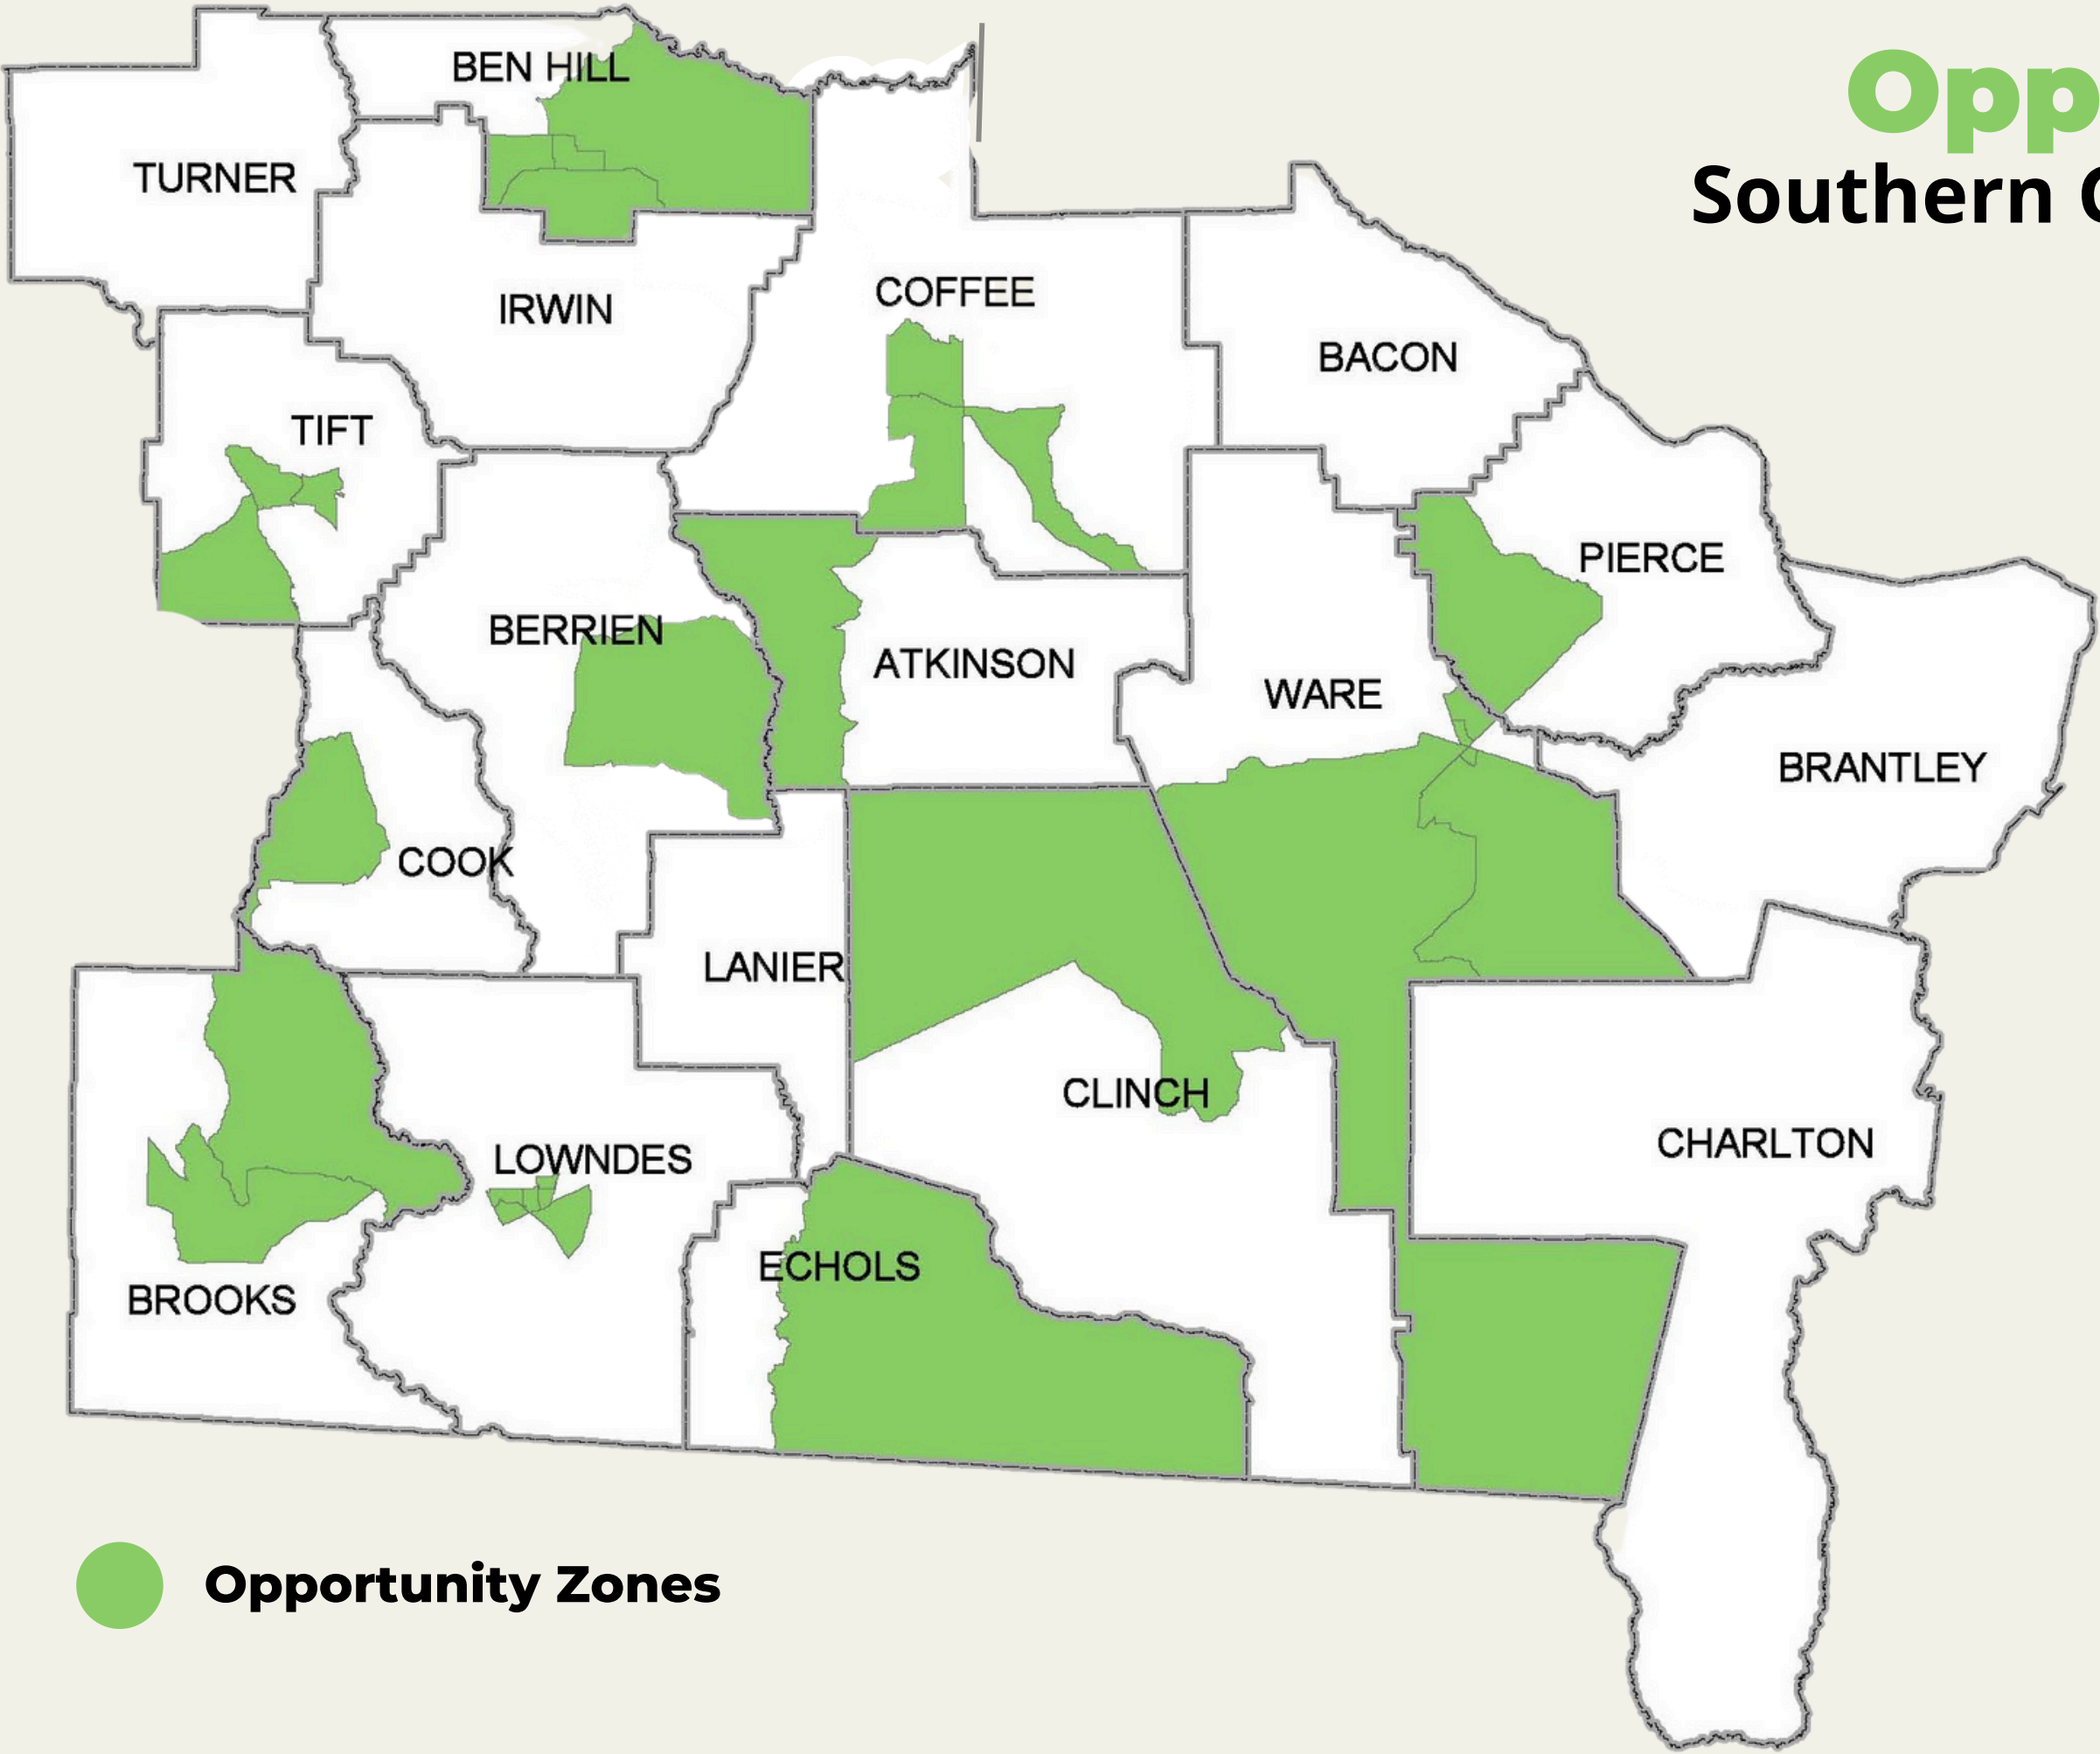 Opp
Southern
BEN HILL
TURNER
IRWIN
COFFEE
BACON
TIFT
PIERCE
BERRIEN
ATKINSON
WARE
BRANTLEY
COOK
LANIER
CLINCH
CHARLTON
LOWNDES
ECHOLS
BROOKS
Opportunity Zones